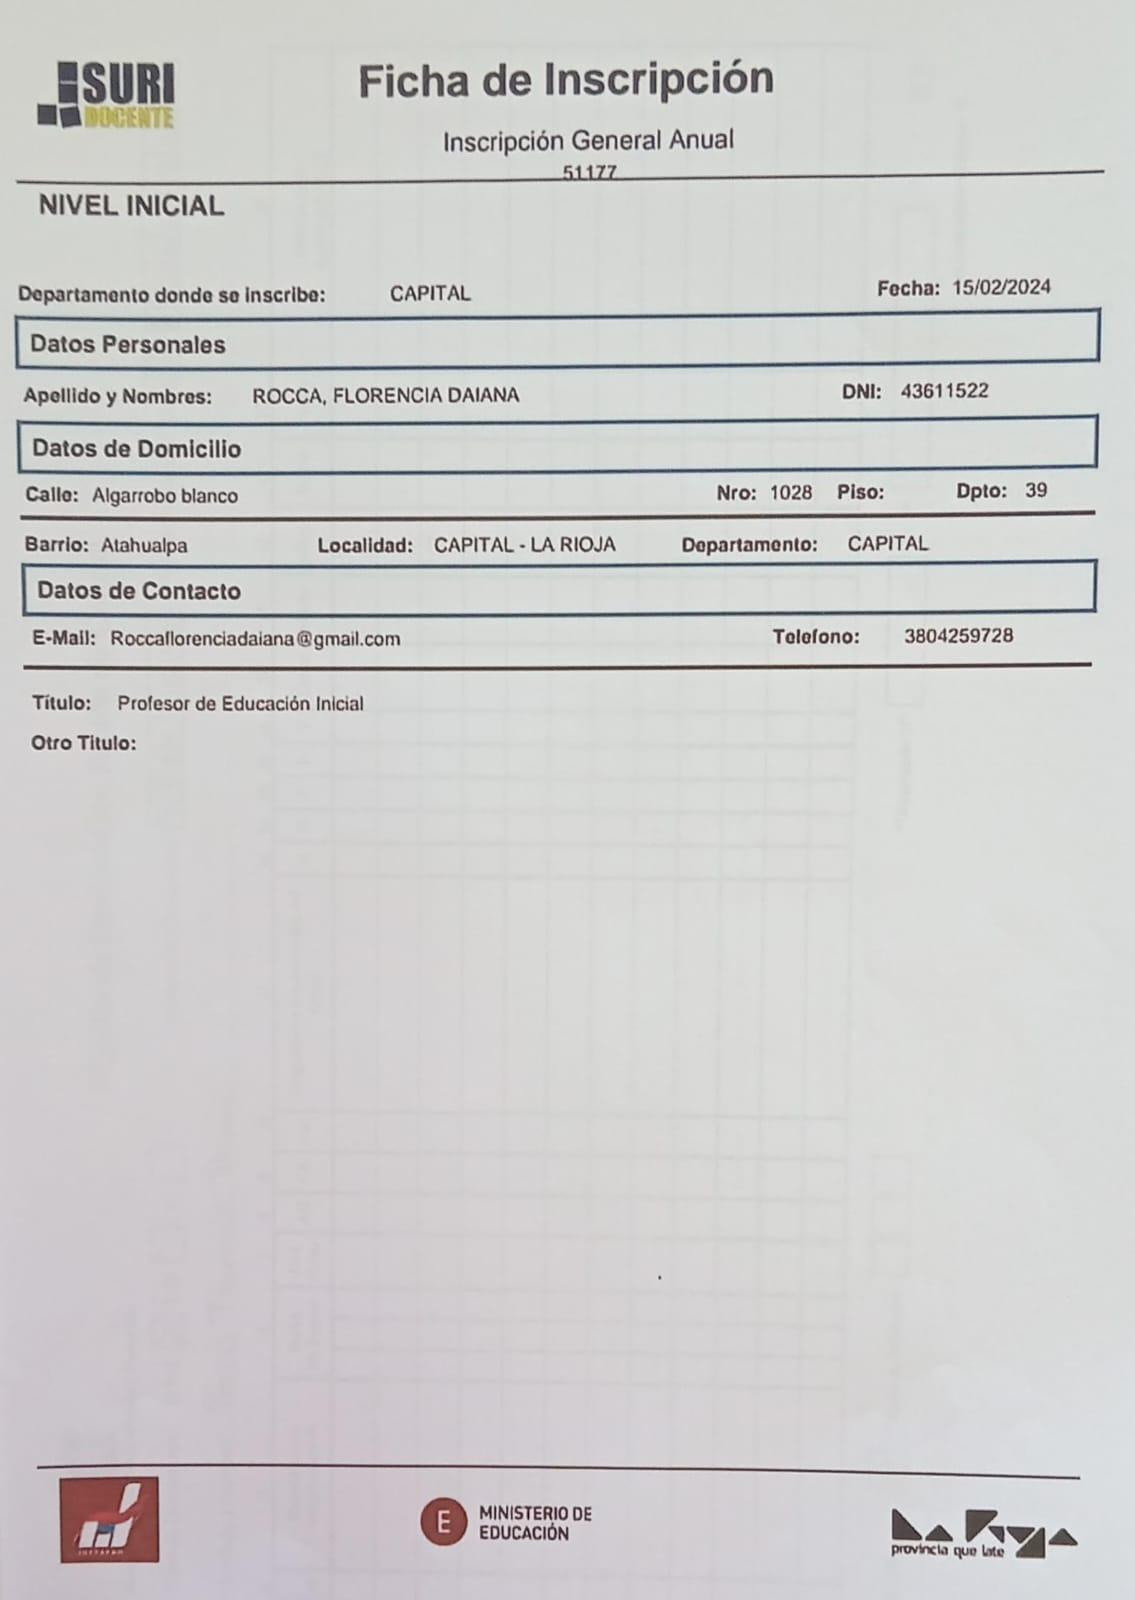 SURI
DOCENTE
Ficha de Inscripción
Inscripción General Anual
51177
NIVEL INICIAL
Departamento donde se inscribe: CAPITAL Fecha: 15/02/2024
Datos Personales
Apellido y Nombres: ROCCA, FLORENCIA DAIANA DNI: 43611522
Datos de Domicilio
Calle: Algarrobo blanco Nro: 1028 Piso: Dpto: 39
Barrio: Atahualpa Localidad: CAPITAL - LA RIOJA Departamento: CAPITAL
Datos de Contacto
E-Mail: Roccaflorenciadaiana@gmail.com Telefono: 3804259728
Título: Profesor de Educación Inicial
Otro Titulo:
E MINISTERIO DE
EDUCACIÓN
La Rioja
provincia que late